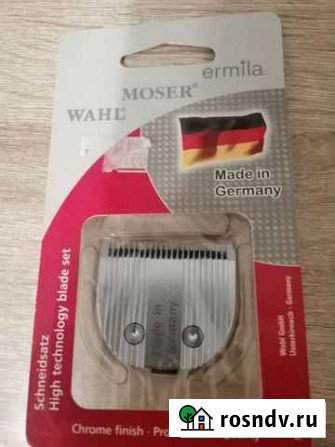 ermila
MOSER®
WAHL®
Made in
Germany
Schneidsatz
High technology blade set
Made in
Germany
Wahl GmbH
Unterkirnach - Germany
Chrome finish - Pro
rosndv.ru